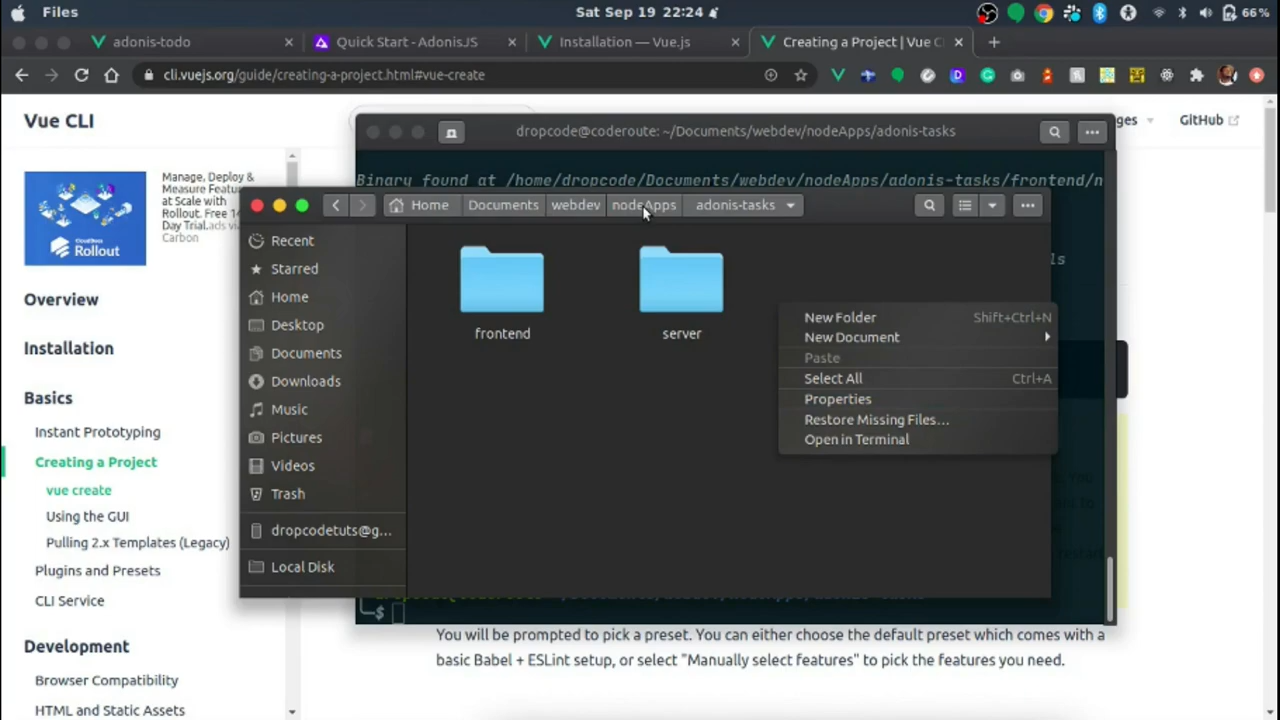 Files
Sat Sep 19 22:24
66%
adonis-todo
Quick Start - AdonisJS
Installation — Vue.js
Creating a Project | Vue C
cli.vuejs.org/guide/creating-a-project.html#vue-create
Vue CLI
GitHub
Manage, Deploy &
Measure
at Scale with
Rollout. Free
Day Trial. ads via
Carbon
CloudBees
Rollout
Overview
Installation
Basics
Instant Prototyping
Creating a Project
vue create
Using the GUI
Pulling 2.x Templates (Legacy)
Plugins and Presets
CLI Service
Development
Browser Compatibility
HTML and Static Assets
dropcode@coderoute: ~/Documents/webdev/nodeApps/adonis-tasks
Binary found at /home/dropcode/Documents/webdev/nodeApps/adonis-tasks/frontend/n
Home
Documents
webdev
nodeApps
adonis-tasks
Recent
Starred
Home
Desktop
Documents
Downloads
Music
Pictures
Videos
Trash
dropcodetuts@g...
Local Disk
frontend
server
New Folder Shift+Ctrl+N
New Document
Paste
Select All Ctrl+A
Properties
Restore Missing Files…
Open in Terminal
$
You will be prompted to pick a preset. You can either choose the default preset which comes with a
basic Babel + ESLint setup, or select "Manually select features" to pick the features you need.